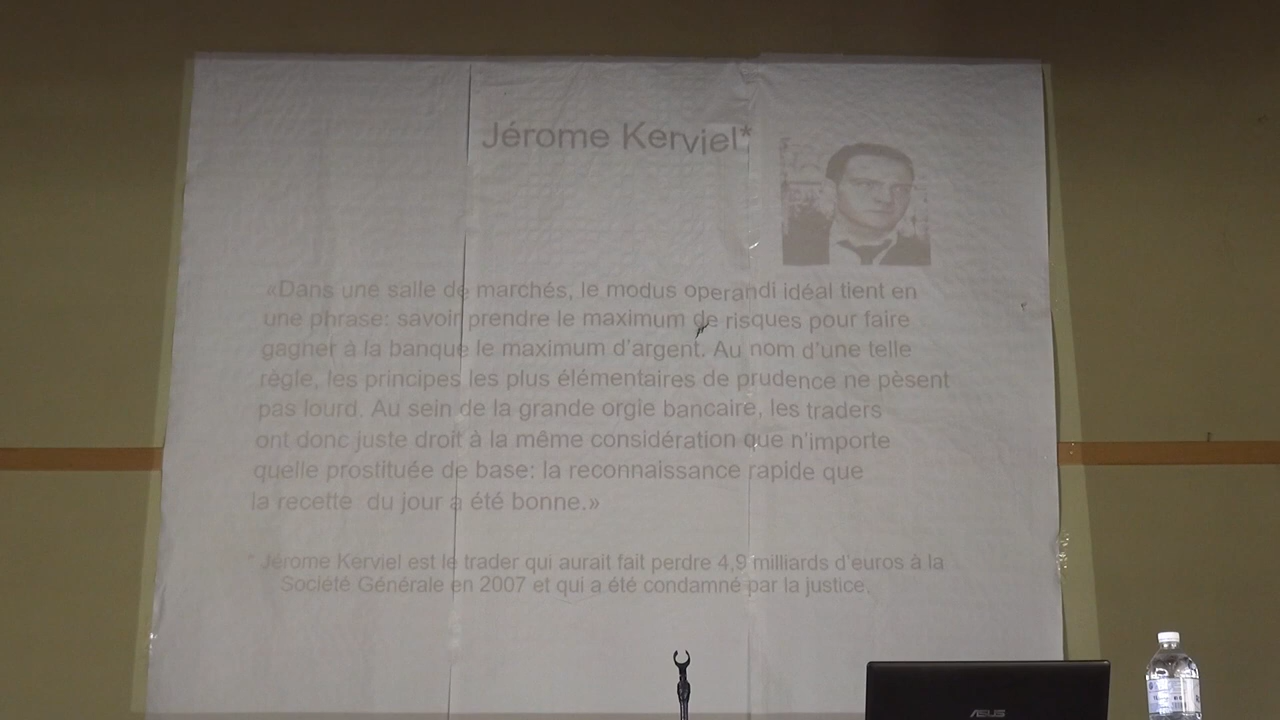 Jérome Kerviel*
«Dans une salle de marchés, le modus operandi idéal tient en
une phrase: savoir prendre le maximum de risques pour faire
gagner à la banque le maximum d'argent. Au nom d'une telle
règle, les principes les plus élémentaires de prudence ne pèsent
pas lourd. Au sein de la grande orgie bancaire, les traders
ont donc juste droit à la même considération que n'importe
quelle prostituée de base: la reconnaissance rapide que
la recette du jour a été bonne.»
* Jérome Kerviel est le trader qui aurait fait perdre 4,9 milliards d'euros à la
Société Générale en 2007 et qui a été condamné par la justice.
ASUS